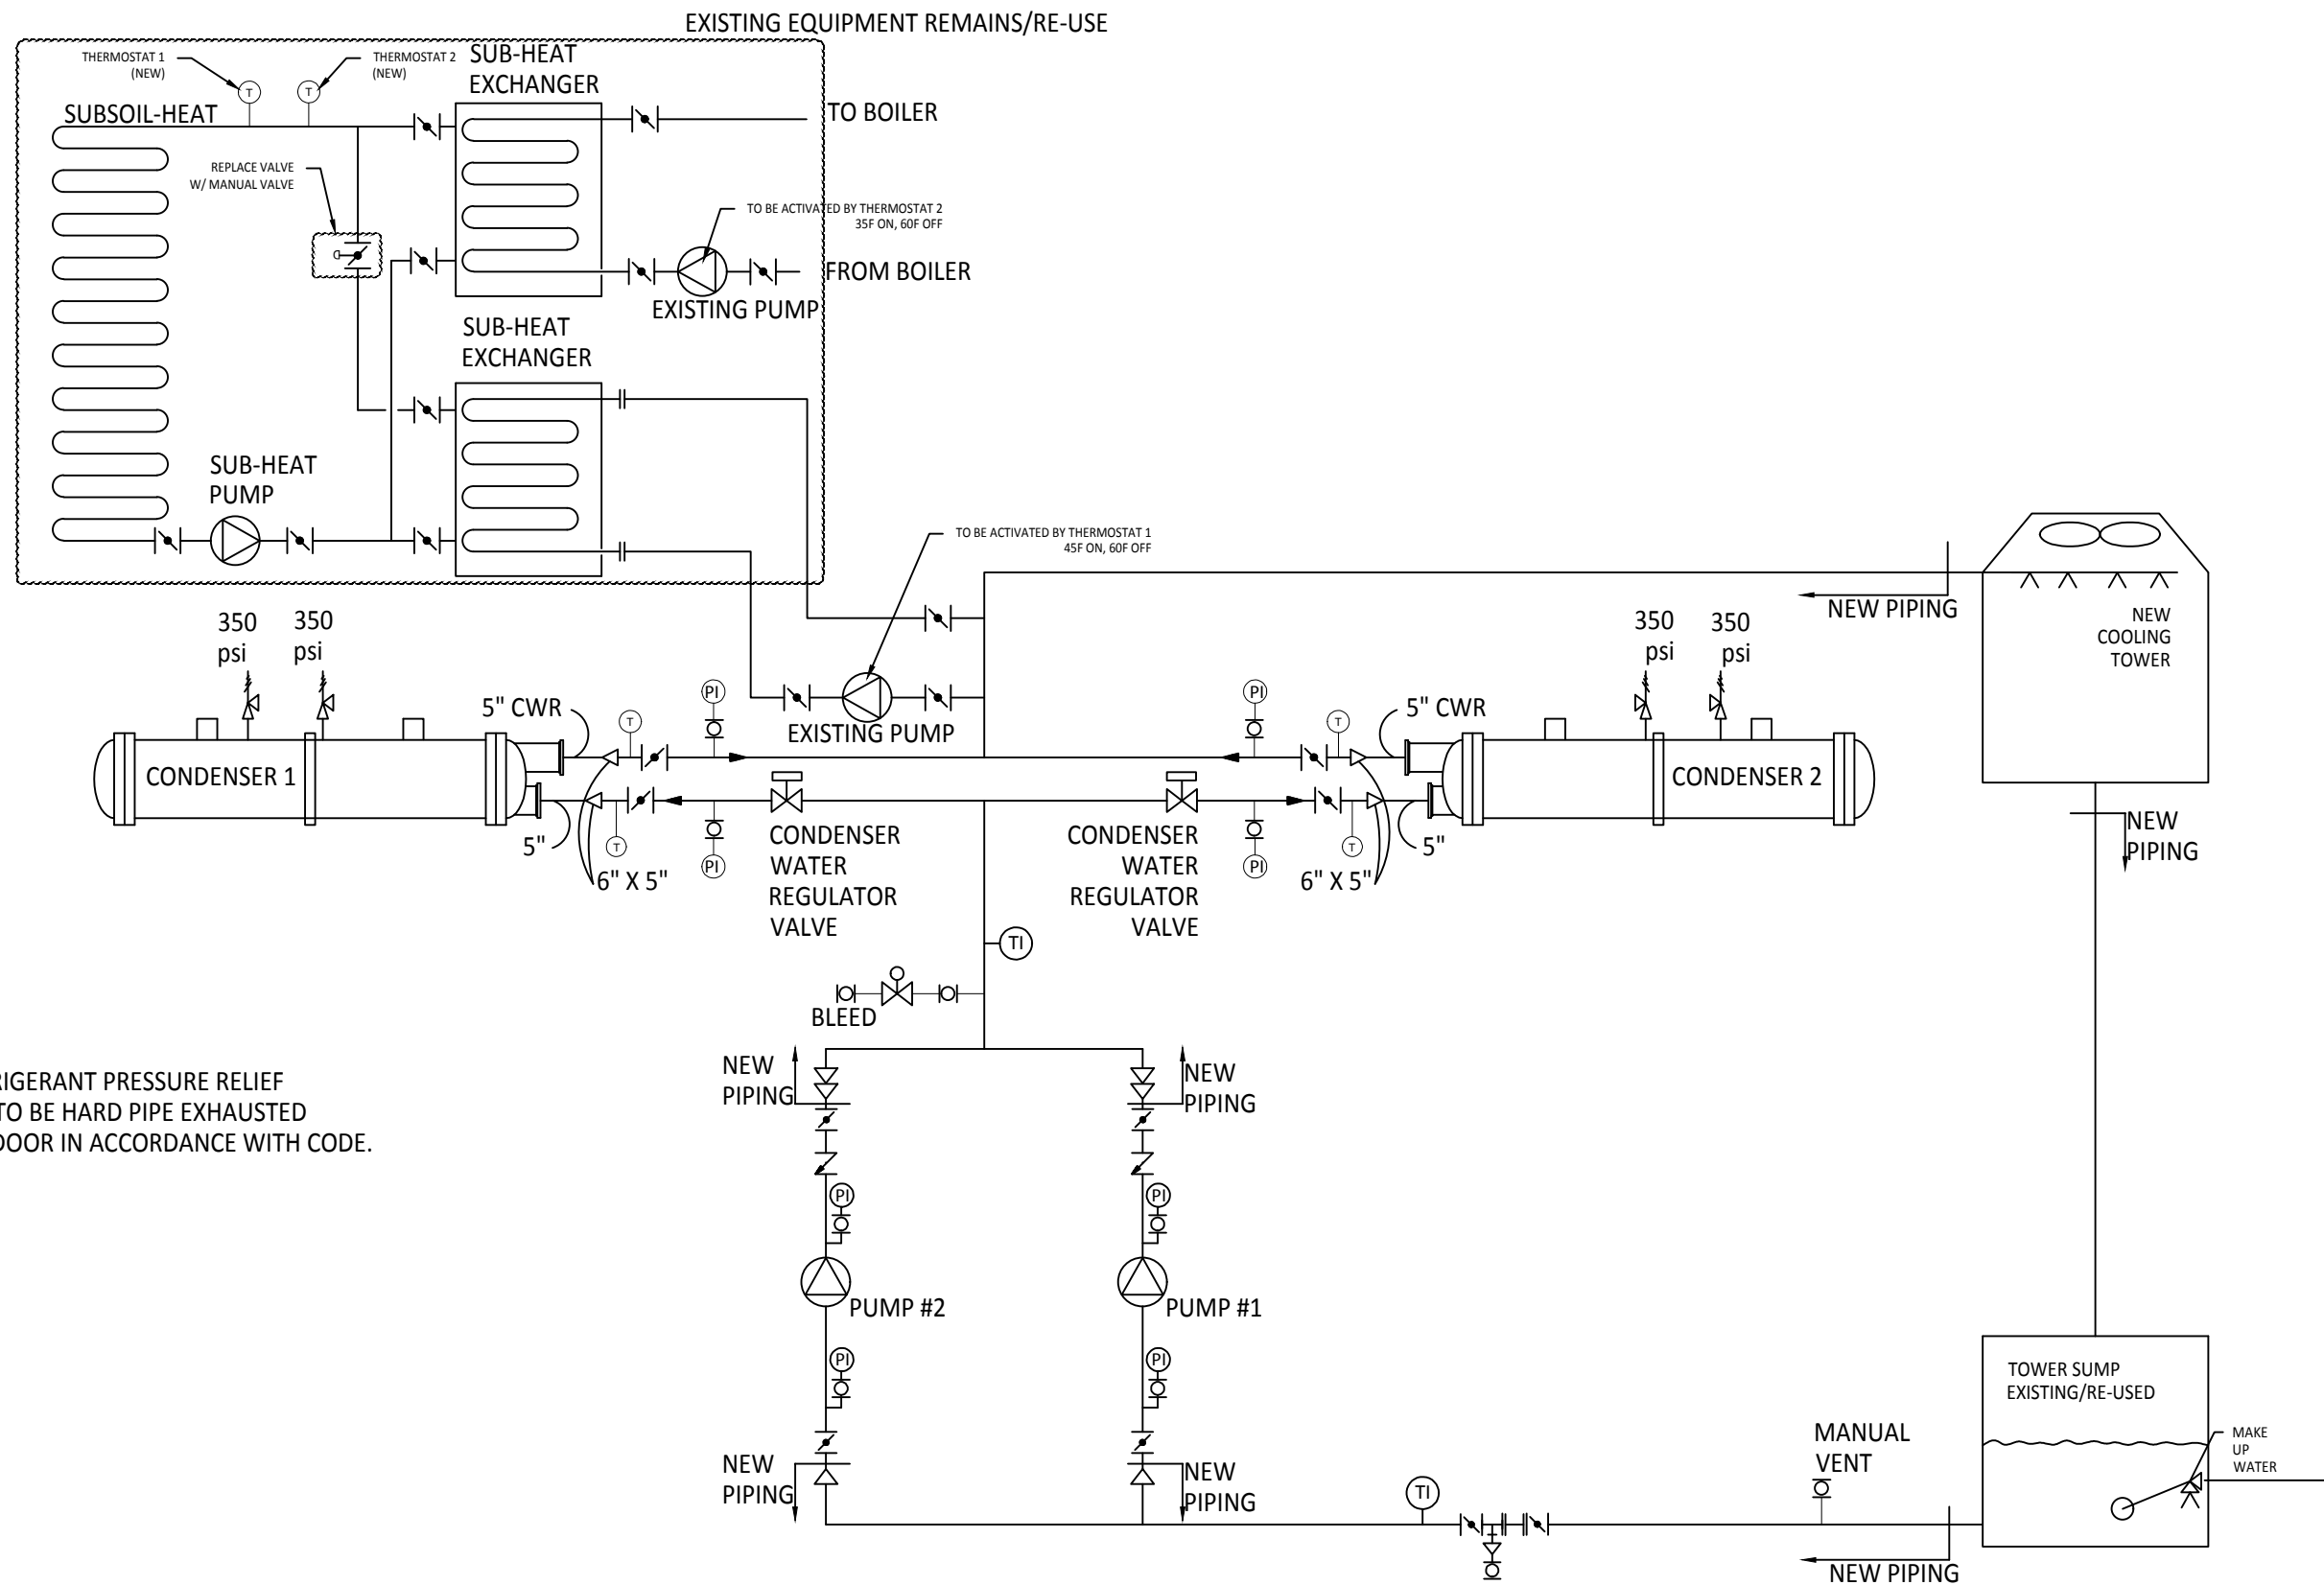 EXISTING EQUIPMENT REMAINS/RE-USE
THERMOSTAT 1
(NEW)
THERMOSTAT 2
(NEW)
SUB-HEAT
EXCHANGER
T
T
SUBSOIL-HEAT
TO BOILER
REPLACE VALVE
W/ MANUAL VALVE
TO BE ACTIVATED BY THERMOSTAT 2
35F ON, 60F OFF
FROM BOILER
EXISTING PUMP
SUB-HEAT
EXCHANGER
SUB-HEAT
PUMP
TO BE ACTIVATED BY THERMOSTAT 1
45F ON, 60F OFF
NEW PIPING
NEW
COOLING
TOWER
350
psi
350
psi
350
psi
350
psi
5" CWR
T
PI
EXISTING PUMP
PI
T
5" CWR
CONDENSER 1
CONDENSER 2
5"
T
6" X 5"
PI
CONDENSER
WATER
REGULATOR
VALVE
CONDENSER
WATER
REGULATOR
VALVE
PI
T
6" X 5"
5"
NEW
PIPING
TI
BLEED
NEW
PIPING
NEW
PIPING
RIGERANT PRESSURE RELIEF
TO BE HARD PIPE EXHAUSTED
DOOR IN ACCORDANCE WITH CODE.
PI
PI
PUMP #2
PUMP #1
PI
PI
NEW
PIPING
NEW
PIPING
TI
MANUAL
VENT
TOWER SUMP
EXISTING/RE-USED
MAKE
UP
WATER
NEW PIPING